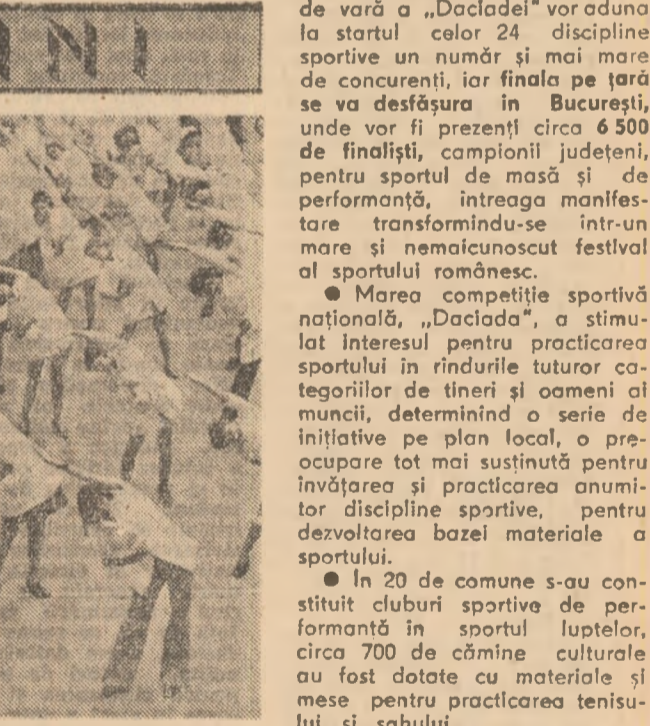 NI
de vară a „Daciadei" vor aduna
la startul celor 24 discipline
sportive un număr și mai mare
de concurenți, iar finala pe țară
se va desfășura în București,
unde vor fi prezenți circa 6 500
de finaliști, campionii județeni,
pentru sportul de masă și de
performanță, întreaga manifes-
tare transformîndu-se într-un
mare și nemaicunoscut festival
al sportului românesc.
● Marea competiție sportivă
națională, „Daciada", a stimu-
lat interesul pentru practicarea
sportului în rîndurile tuturor ca-
tegoriilor de tineri și oameni ai
muncii, determinînd o serie de
inițiative pe plan local, o pre-
ocupare tot mai susținută pentru
învățarea și practicarea anumi-
tor discipline sportive, pentru
dezvoltarea bazei materiale a
sportului.
● În 20 de comune s-au con-
stituit cluburi sportive de per-
formanță în sportul luptelor,
circa 700 de cămine culturale
au fost dotate cu materiale și
mese pentru practicarea tenisu-
lui și șahului